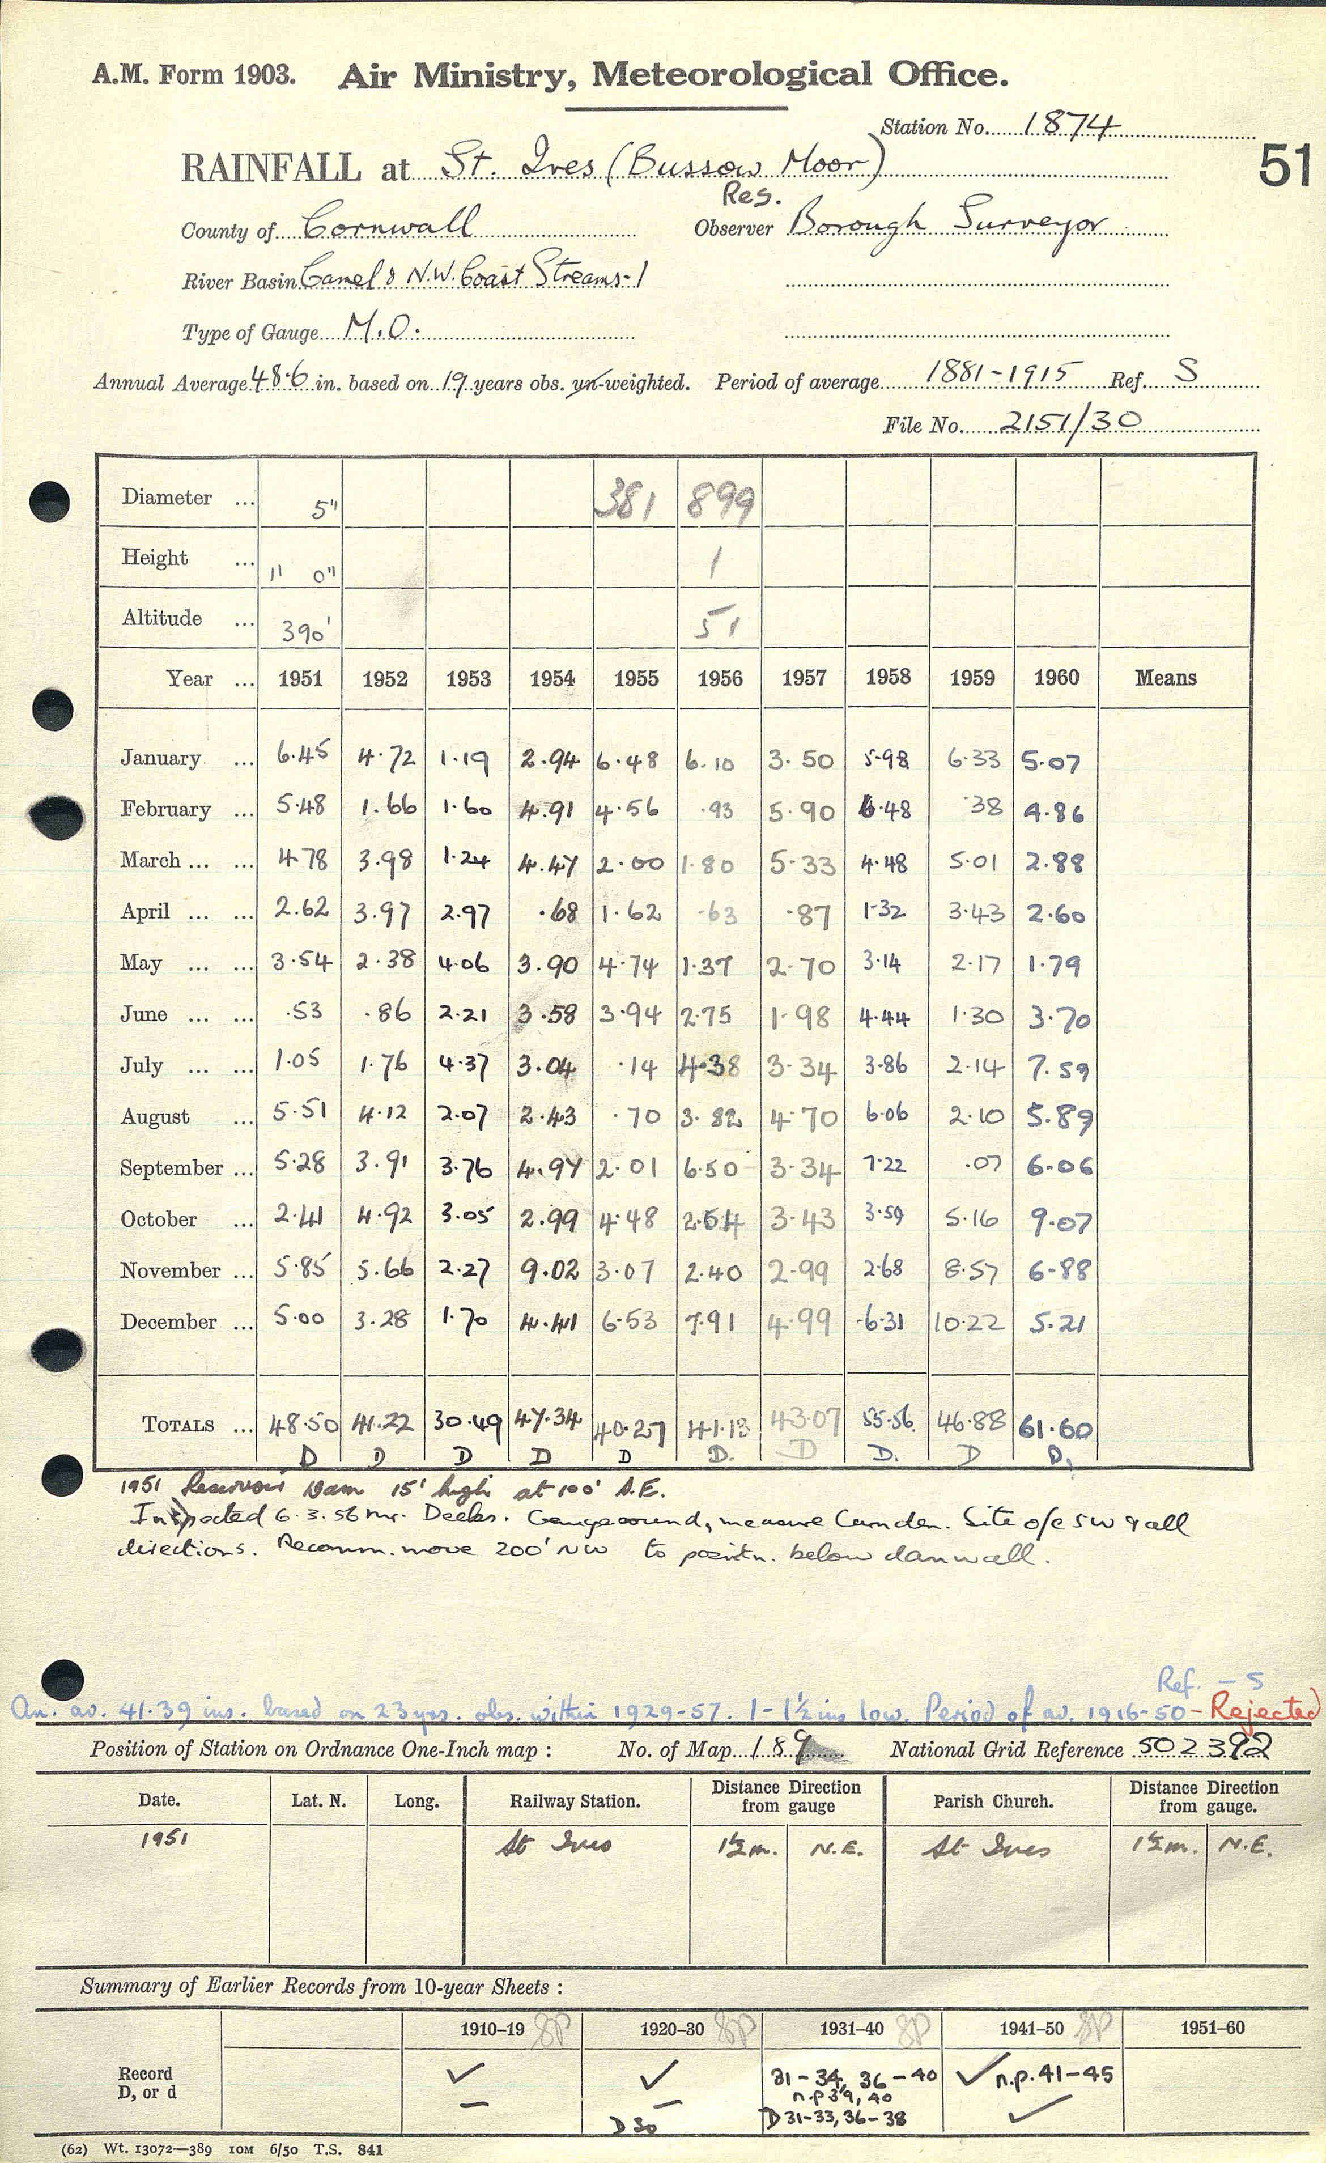 A.M. Form 1903. Air Ministry, Meteorological Office.
Station No. 1874
51
RAINFALL at St. Ives (Bussow Moor)
Res.
County of Cornwall Observer Borough Surveyor
River Basin Camel & N.W. Coast Streams-1
Type of Gauge M.O.
Annual Average 48.6 in. based on 19 years obs. un-weighted. Period of average 1881-1915 Ref. S
File No. 2151/30
Diameter ... 5" 381 899
Height ... 1' 0" 1
Altitude ... 390' 51
Year ... 1951 1952 1953 1954 1955 1956 1957 1958 1959 1960 Means
January ... 6.45 4.72 1.19 2.94 6.48 6.10 3.50 5.98 6.33 5.07
February ... 5.48 1.66 1.60 4.91 4.56 .93 5.90 6.48 .38 4.86
March ... ... 4.78 3.98 1.24 4.47 2.00 1.80 5.33 4.48 5.01 2.88
April ... ... 2.62 3.97 2.97 .68 1.62 .63 .87 1.32 3.43 2.60
May ... ... 3.54 2.38 4.06 3.90 4.74 1.37 2.70 3.14 2.17 1.79
June ... ... .53 .86 2.21 3.58 3.94 2.75 1.98 4.44 1.30 3.70
July ... ... 1.05 1.76 4.37 3.04 .14 4.38 3.34 3.86 2.14 7.59
August ... 5.51 4.12 2.07 2.43 .70 3.82 4.70 6.06 2.10 5.89
September ... 5.28 3.91 3.76 4.97 2.01 6.50 3.34 7.22 .07 6.06
October ... 2.41 4.92 3.05 2.99 4.48 2.54 3.43 3.59 5.16 9.07
November ... 5.85 5.66 2.27 9.02 3.07 2.40 2.99 2.68 8.57 6.88
December ... 5.00 3.28 1.70 4.41 6.53 7.91 4.99 6.31 10.22 5.21
TOTALS ... 48.50 41.22 30.49 47.34 40.27 41.13 43.07 55.56 46.88 61.60
D D D D D D. D D. D D.
1951 Reservoir Dam 15' high at 100' N.E.
Inspected 6.3.56 Mr. Deeks. Gauge sound, measure Camden. Site o/e SW & all
directions. Recomm. move 200' NW to positn. below dam wall.
Ref. - S
An. av. 41.39 ins. based on 23 yrs. obs. within 1929-57. 1-1½ ins low. Period of av. 1916-50 - Rejected
Position of Station on Ordnance One-Inch map : No. of Map 189 National Grid Reference 502392
Date. Lat. N. Long. Railway Station. Distance Direction from gauge Parish Church. Distance Direction from gauge.
1951 St Ives 1½m. N.E. St Ives 1½m. N.E.
Summary of Earlier Records from 10-year Sheets :
1910-19 SP 1920-30 SP 1931-40 SP 1941-50 SP 1951-60
Record ✓ ✓ 31-34, 36-40 ✓ n.p. 41-45
n.p 39, 40
D, or d — — D 30 D 31-33, 36-38 ✓
(62) Wt. 13072—389 10M 6/50 T.S. 841